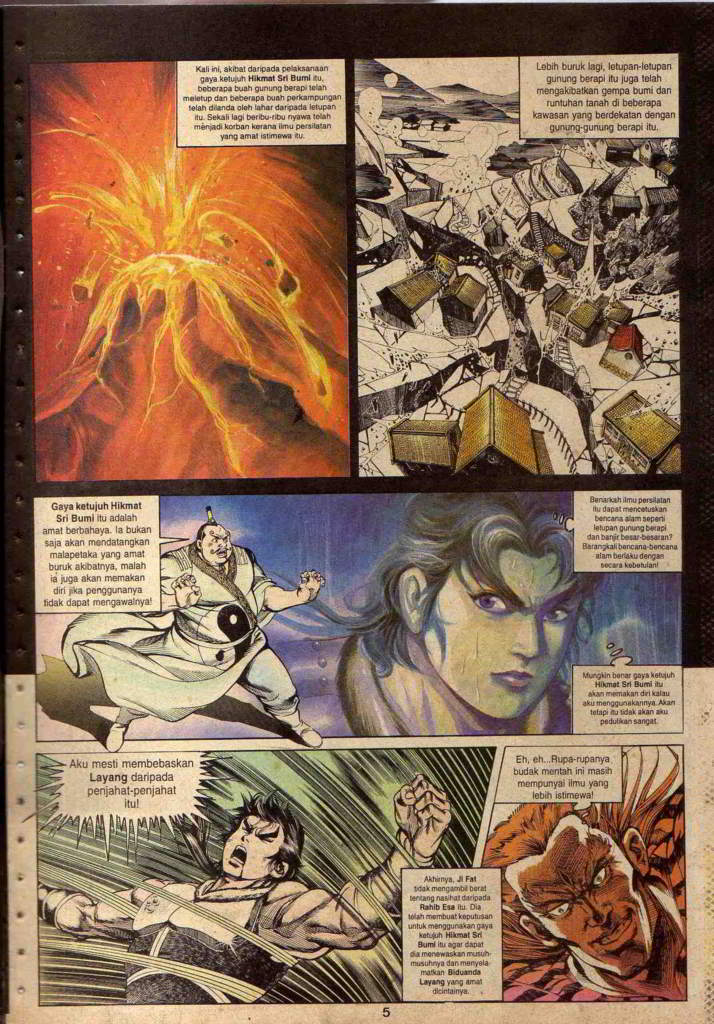 Kali ini, akibat daripada pelaksanaan
gaya ketujuh Hikmat Sri Bumi itu,
beberapa buah gunung berapi telah
meletup dan beberapa buah perkampungan
telah dilanda oleh lahar daripada letupan
itu. Sekali lagi beribu-ribu nyawa telah
menjadi korban kerana ilmu persilatan
yang amat istimewa itu.
Lebih buruk lagi, letupan-letupan
gunung berapi itu juga telah
mengakibatkan gempa bumi dan
runtuhan tanah di beberapa
kawasan yang berdekatan dengan
gunung-gunung berapi itu.
Gaya ketujuh Hikmat
Sri Bumi itu adalah
amat berbahaya. Ia bukan
saja akan mendatangkan
malapetaka yang amat
buruk akibatnya, malah
ia juga akan memakan
diri jika penggunanya
tidak dapat mengawalnya!
Benarkah ilmu persilatan
itu dapat mencetuskan
bencana alam seperti
letupan gunung berapi
dan banjir besar-besaran?
Barangkali bencana-bencana
alam berlaku dengan
secara kebetulan!
Mungkin benar gaya ketujuh
Hikmat Sri Bumi itu
akan memakan diri kalau
aku menggunakannya. Akan
tetapi itu tidak akan aku
pedulikan sangat.
Aku mesti membebaskan
Layang daripada
penjahat-penjahat
itu!
Eh, eh...Rupa-rupanya
budak mentah ini masih
mempunyai ilmu yang
lebih istimewa!
Akhirnya, Ji Fat
tidak mengambil berat
tentang nasihat daripada
Rahib Esa itu. Dia
telah membuat keputusan
untuk menggunakan gaya
ketujuh Hikmat Sri
Bumi itu agar dapat
dia menewaskan musuh-
musuhnya dan menyela-
matkan Biduanda
Layang yang amat
dicintainya.
5